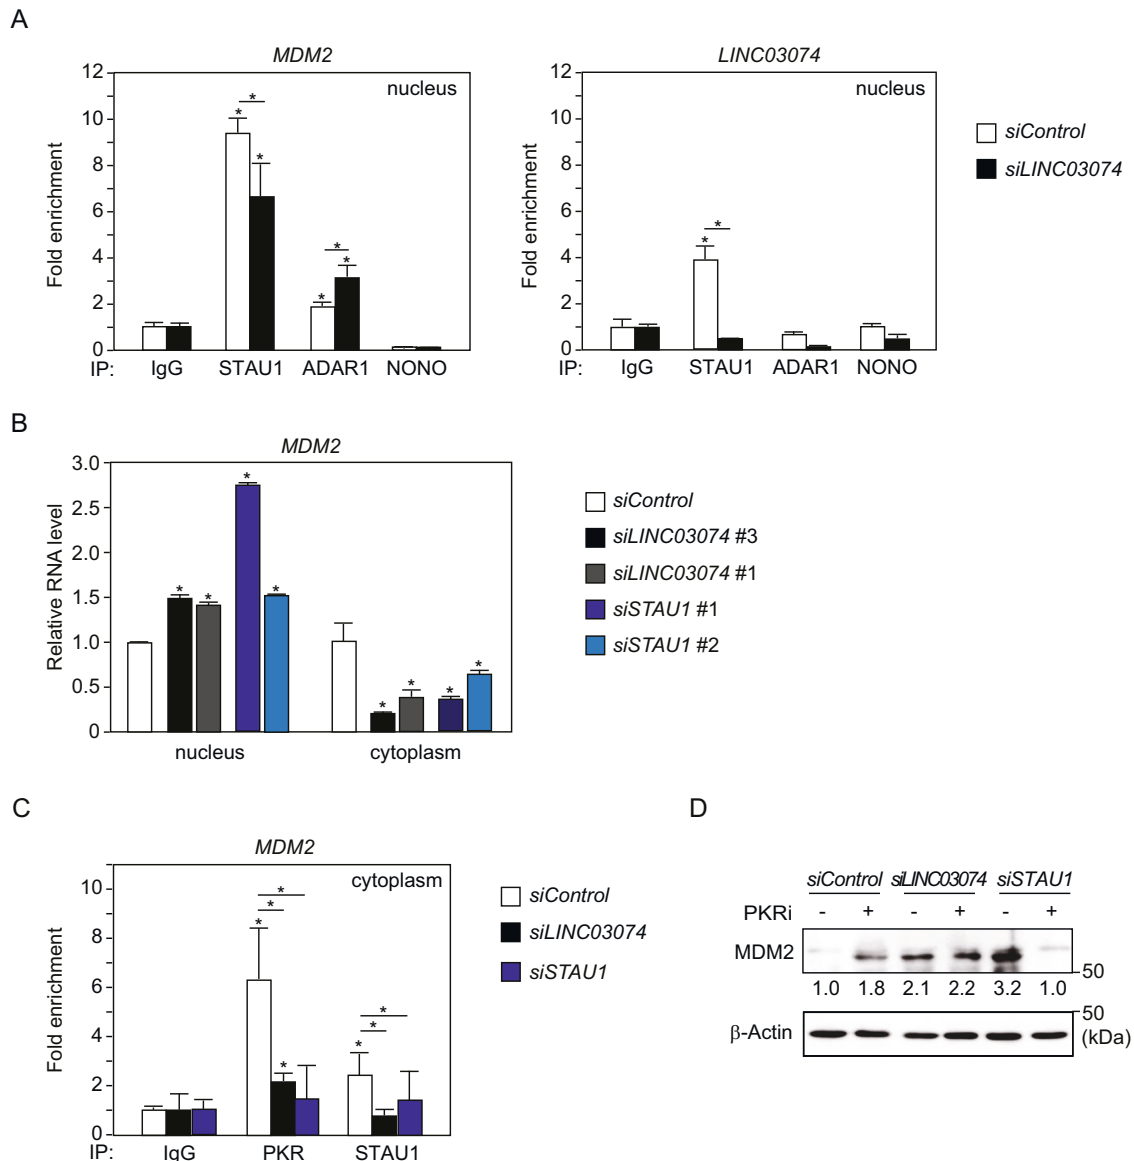 A
MDM2
LINC03074
12
10
8
6
4
2
0
Fold enrichment
nucleus
* * * * * *
IP: IgG STAU1 ADAR1 NONO
12
10
8
6
4
2
0
Fold enrichment
nucleus
* *
IP: IgG STAU1 ADAR1 NONO
siControl
siLINC03074
B
MDM2
3.0
2.5
2.0
1.5
1.0
0.5
0
Relative RNA level
* * * * * * * *
nucleus cytoplasm
siControl
siLINC03074 #3
siLINC03074 #1
siSTAU1 #1
siSTAU1 #2
C
MDM2
10
8
6
4
2
0
Fold enrichment
cytoplasm
* * * * * * *
IP: IgG PKR STAU1
siControl
siLINC03074
siSTAU1
D
siControl siLINC03074 siSTAU1
PKRi - + - + - +
MDM2
50
1.0 1.8 2.1 2.2 3.2 1.0
50
β-Actin (kDa)